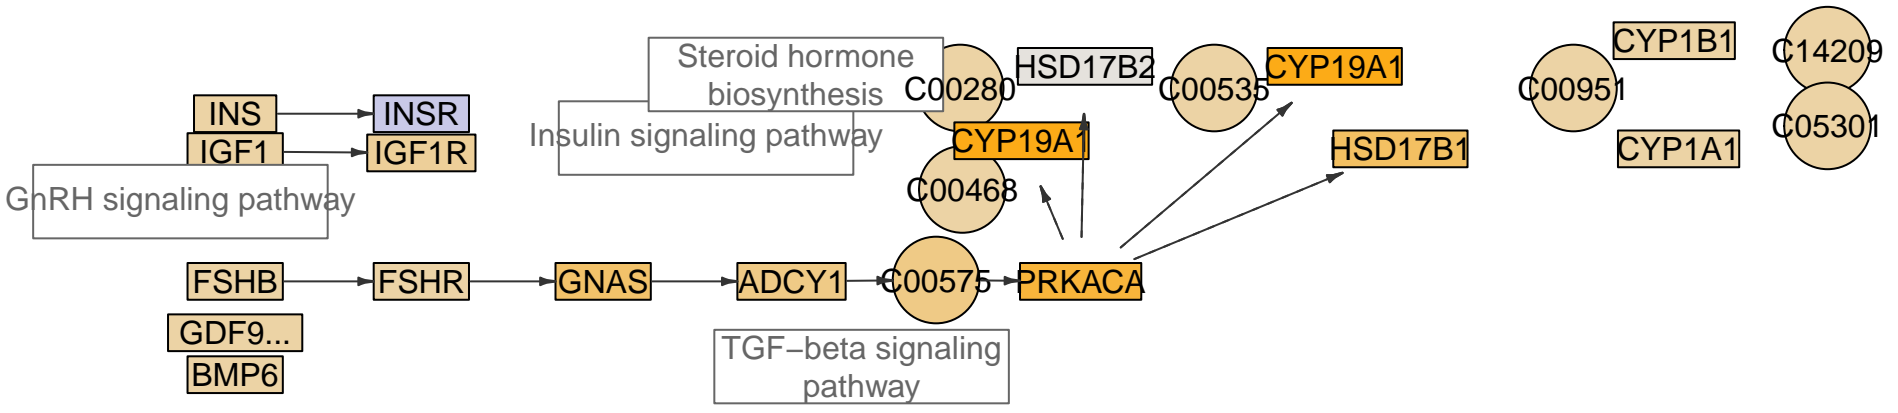 Steroid hormone
biosynthesis
C00280
HSD17B2
C00535
CYP19A1
C00951
CYP1B1
C14209
INS
INSR
Insulin signaling pathway
CYP19A1
HSD17B1
CYP1A1
C05301
IGF1
IGF1R
GnRH signaling pathway
C00468
FSHB
FSHR
GNAS
ADCY1
C00575
PRKACA
GDF9...
BMP6
TGF−beta signaling
pathway